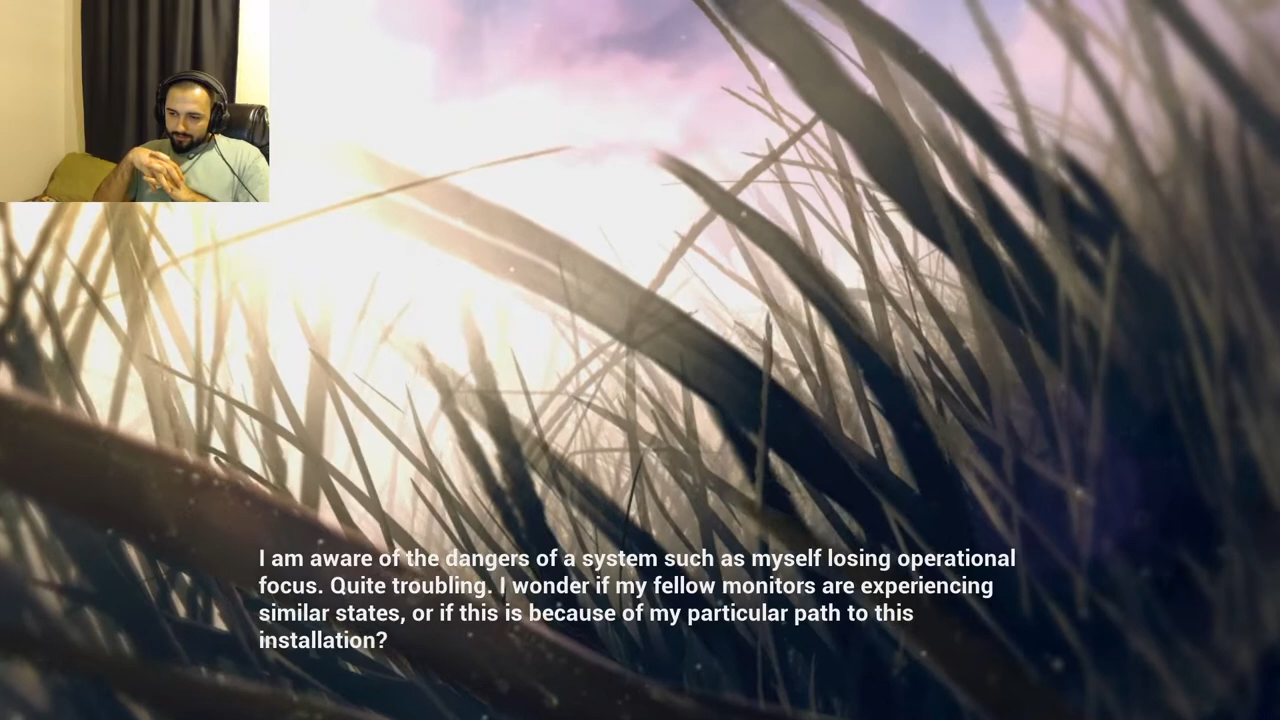 I am aware of the dangers of a system such as myself losing operational
focus. Quite troubling. I wonder if my fellow monitors are experiencing
similar states, or if this is because of my particular path to this
installation?